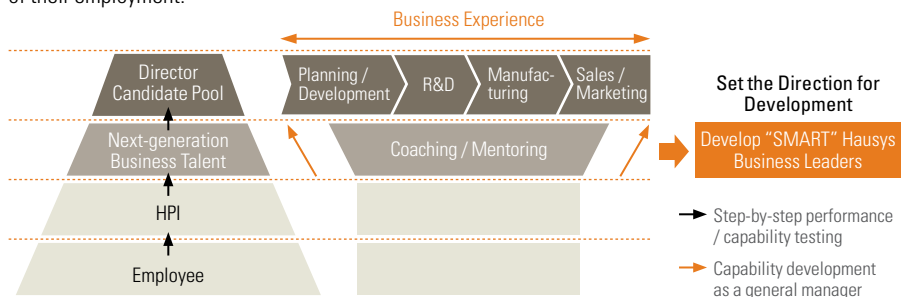 of their employment.
Business Experience
Director
Candidate Pool
Planning /
Development
R&D
Manufac-
turing
Sales /
Marketing
Set the Direction for
Development
Next-generation
Business Talent
Coaching / Mentoring
Develop “SMART” Hausys
Business Leaders
HPI
Step-by-step performance
/ capability testing
Employee
Capability development
as a general manager